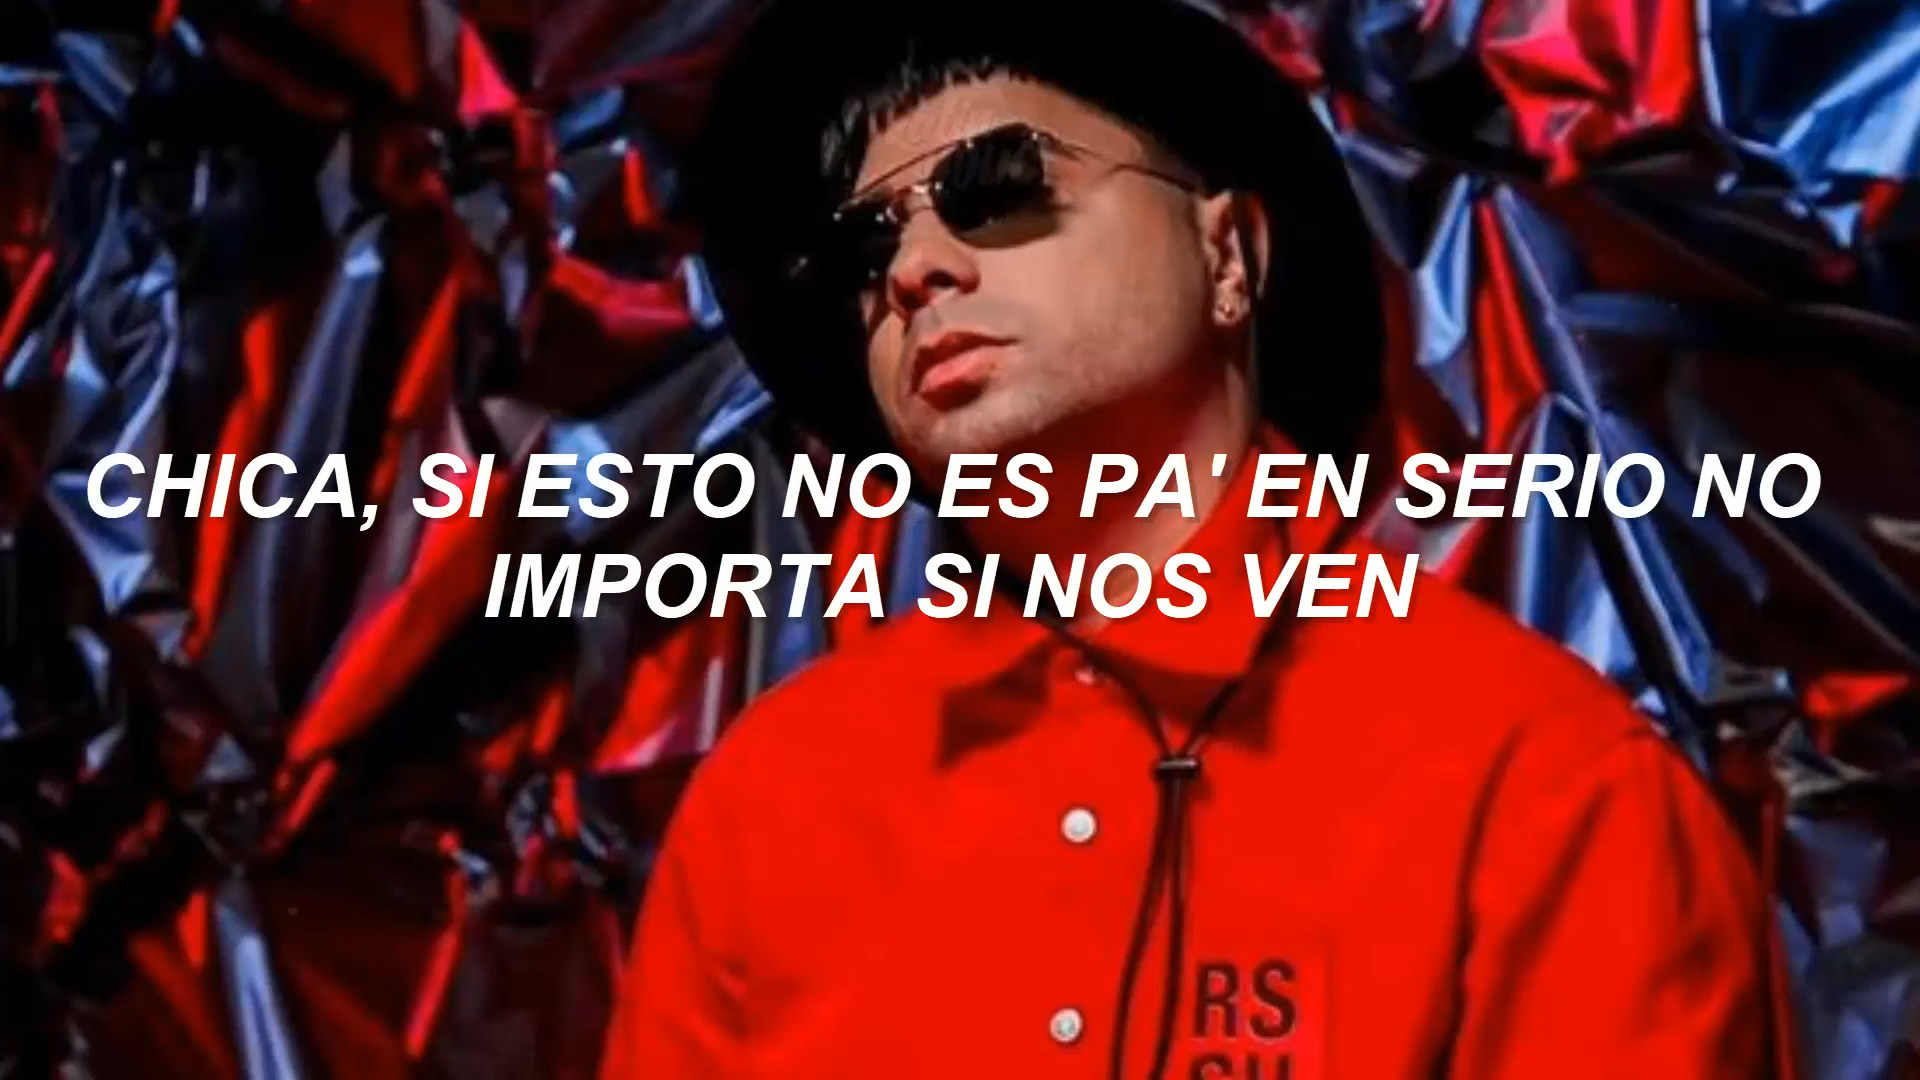 CHICA, SI ESTO NO ES PA' EN SERIO NO
IMPORTA SI NOS VEN
RS